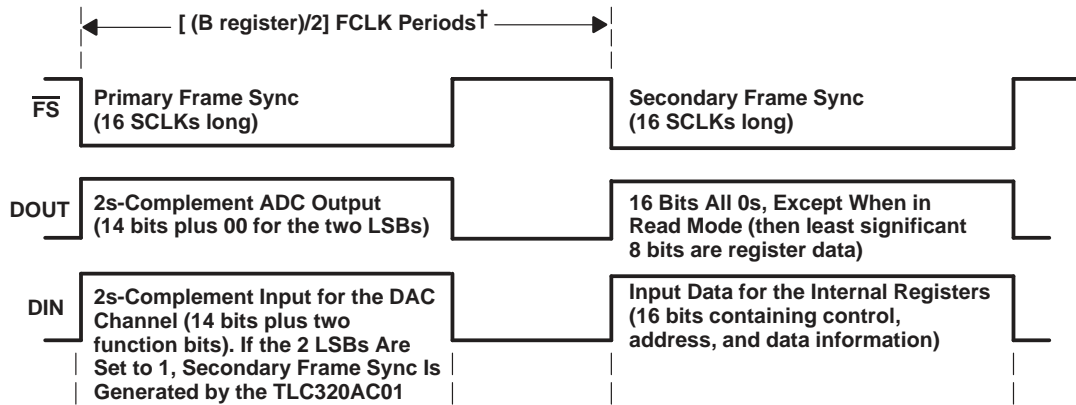 [ (B register)/2] FCLK Periods†
FS
Primary Frame Sync
(16 SCLKs long)
Secondary Frame Sync
(16 SCLKs long)
DOUT
2s-Complement ADC Output
(14 bits plus 00 for the two LSBs)
16 Bits All 0s, Except When in
Read Mode (then least significant
8 bits are register data)
DIN
2s-Complement Input for the DAC
Channel (14 bits plus two
function bits). If the 2 LSBs Are
Set to 1, Secondary Frame Sync Is
Generated by the TLC320AC01
Input Data for the Internal Registers
(16 bits containing control,
address, and data information)